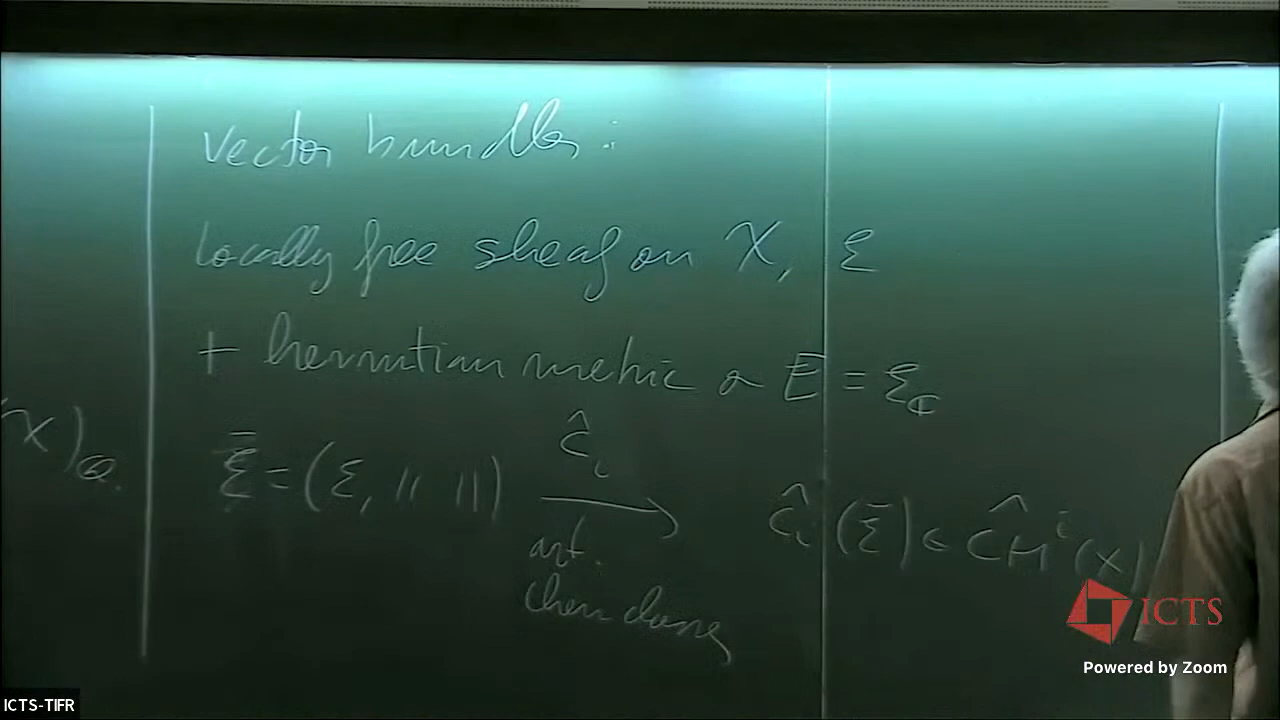 vector bundles:
locally free sheaf on X, ℰ
+ hermitian metric on E = ℰ_ℂ
X)_ℚ.
ℰ̄ = (ℰ, || ||) ⟶ ĉ_i(ℰ̄) ∈ ĈH^i(X)
ĉ_i
art.
Chern classes
ICTS
Powered by Zoom
ICTS-TIFR